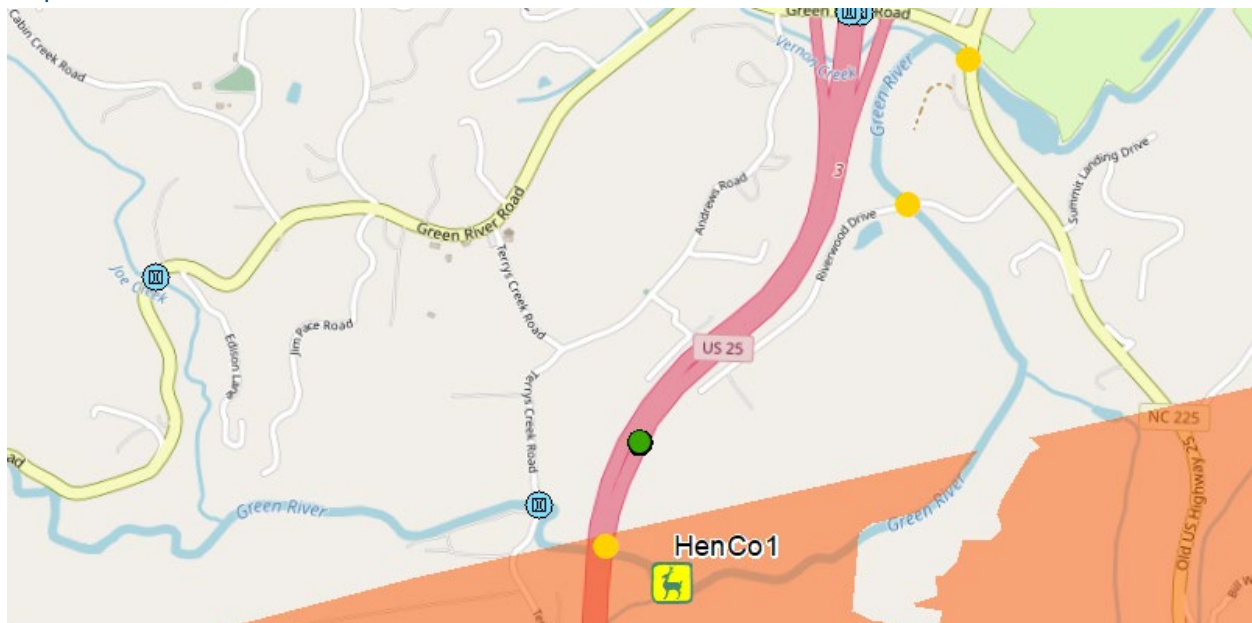 Cabin Creek Road
Green
Road
Vernon Creek
Green River
3
Summit Landing Drive
Andrews Road
Green River Road
Riverwood Drive
Terrys Creek Road
Joe Creek
Jim Pace Road
Edison Lane
US 25
Terrys Creek Road
NC 225
Old US Highway 25
Green River
Green River
HenCo1